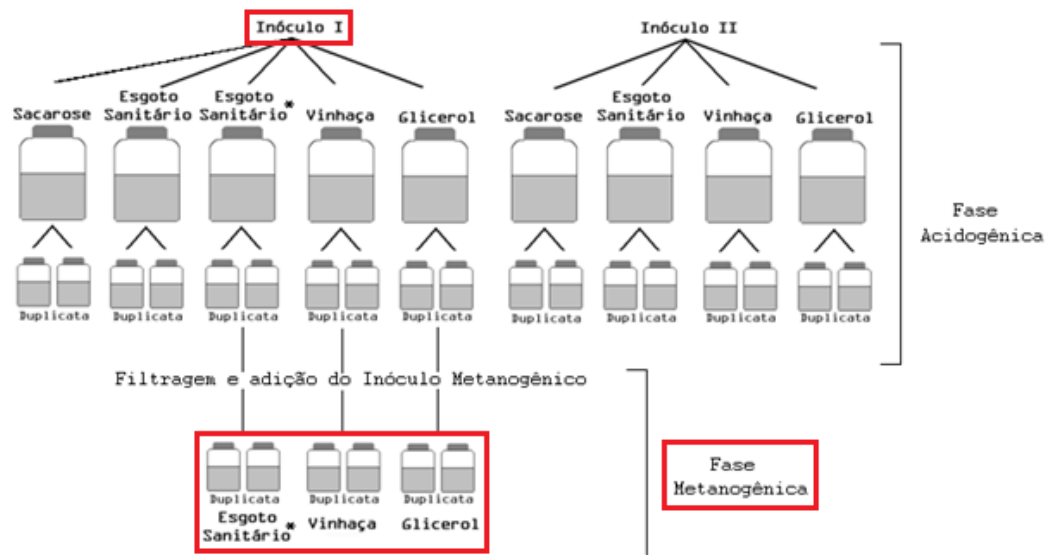 Inóculo I
Inóculo II
Sacarose
Esgoto
Sanitário
Esgoto
Sanitário*
Vinhaça
Glicerol
Sacarose
Esgoto
Sanitário
Vinhaça
Glicerol
Fase
Acidogênica
Duplicata Duplicata Duplicata Duplicata Duplicata Duplicata Duplicata Duplicata Duplicata
Filtragem e adição do Inóculo Metanogênico
Fase
Metanogênica
Duplicata Duplicata Duplicata
Esgoto
Sanitário*
Vinhaça
Glicerol